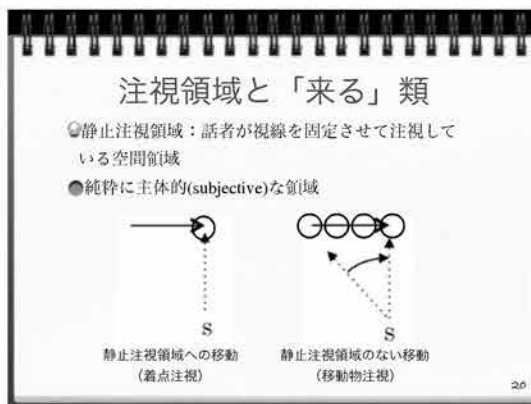 注視領域と「来る」類
静止注視領域：話者が視線を固定させて注視して
いる空間領域
純粋に主体的(subjective)な領域
S
S
静止注視領域への移動
（着点注視）
静止注視領域のない移動
（移動物注視）
20